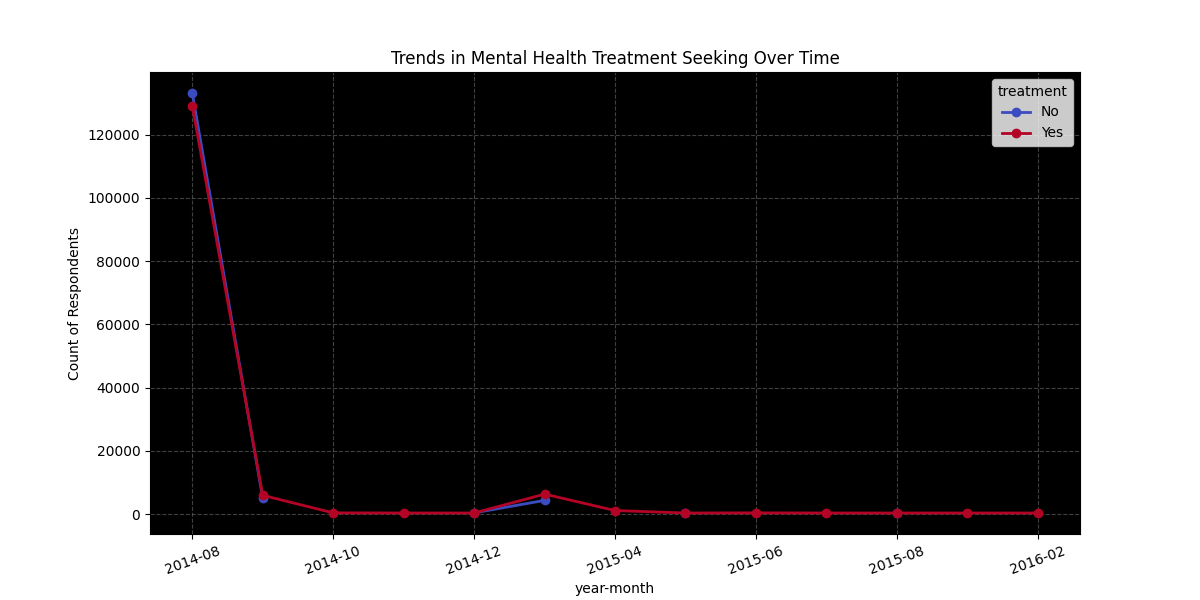 Trends in Mental Health Treatment Seeking Over Time
treatment
No
Yes
120000
100000
80000
60000
40000
20000
0
Count of Respondents
2014-08
2014-10
2014-12
2015-04
2015-06
2015-08
2016-02
year-month